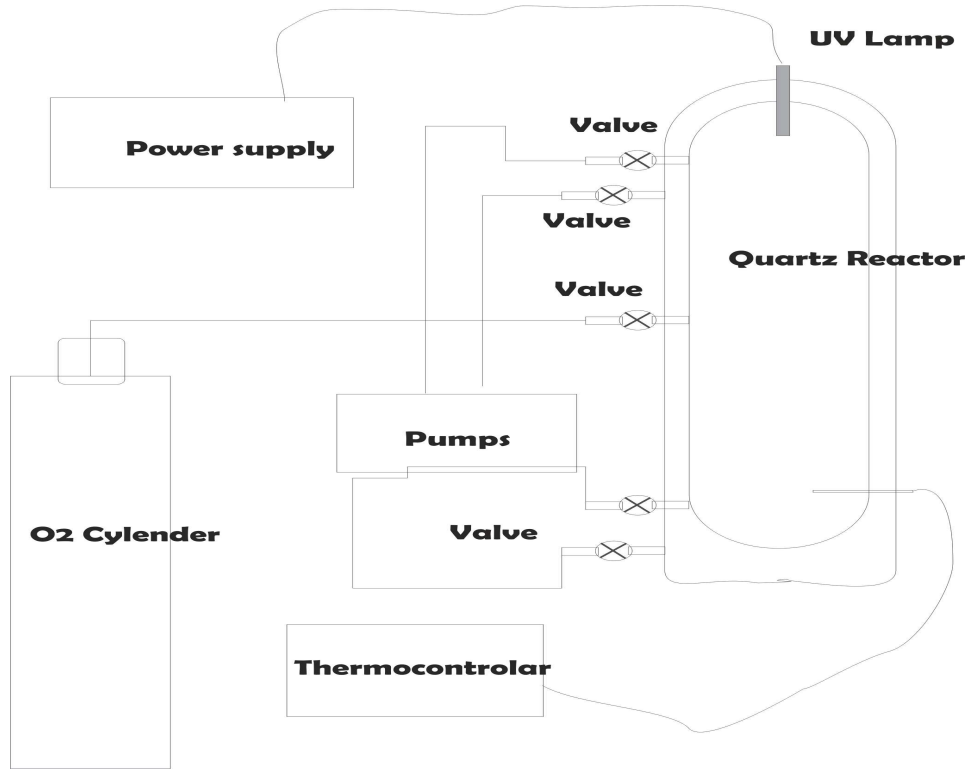 UV Lamp
Valve
Power supply
Valve
Quartz Reactor
Valve
Pumps
O2 Cylender
Valve
Thermocontrolar